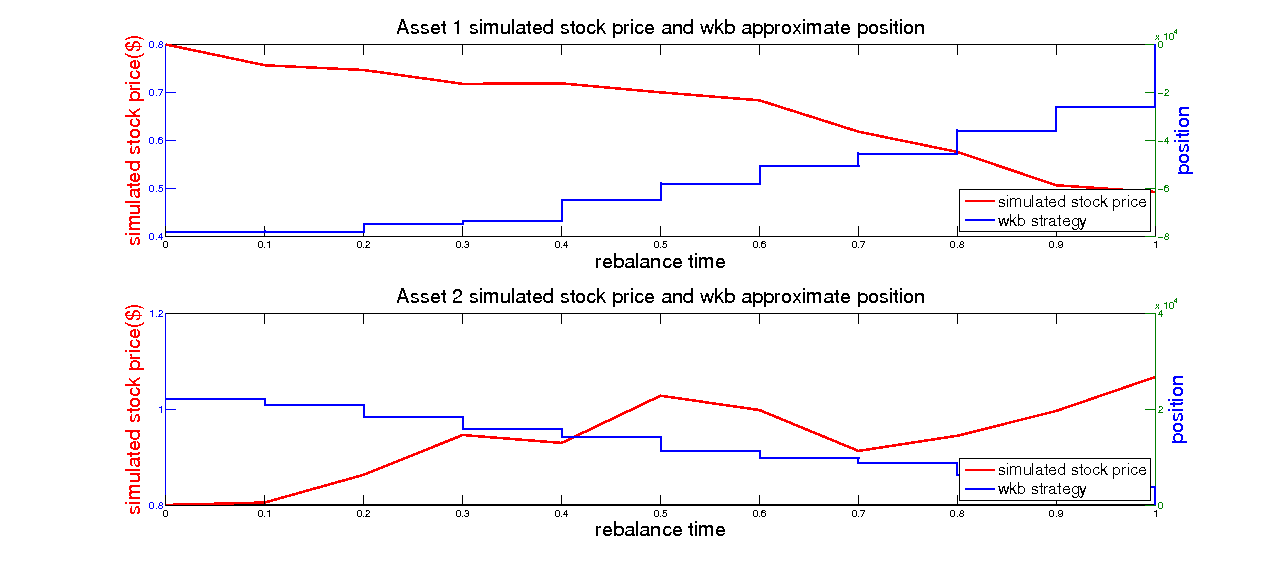 Asset 1 simulated stock price and wkb approximate position
simulated stock price($)
0.8
0.7
0.6
0.5
0.4
x 10^4
0
-2
-4
-6
-8
position
simulated stock price
wkb strategy
0 0.1 0.2 0.3 0.4 0.5 0.6 0.7 0.8 0.9 1
rebalance time
Asset 2 simulated stock price and wkb approximate position
simulated stock price($)
1.2
1
0.8
x 10^4
4
2
0
position
simulated stock price
wkb strategy
0 0.1 0.2 0.3 0.4 0.5 0.6 0.7 0.8 0.9 1
rebalance time